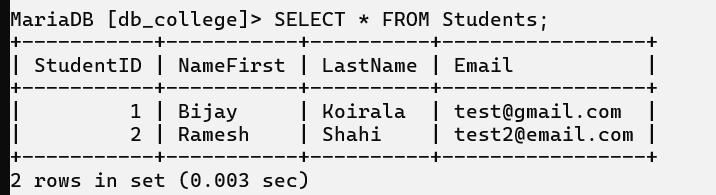 MariaDB [db_college]> SELECT * FROM Students;
+-----------+-----------+----------+-----------------+
| StudentID | NameFirst | LastName | Email           |
+-----------+-----------+----------+-----------------+
|         1 | Bijay     | Koirala  | test@gmail.com  |
|         2 | Ramesh    | Shahi    | test2@email.com |
+-----------+-----------+----------+-----------------+
2 rows in set (0.003 sec)